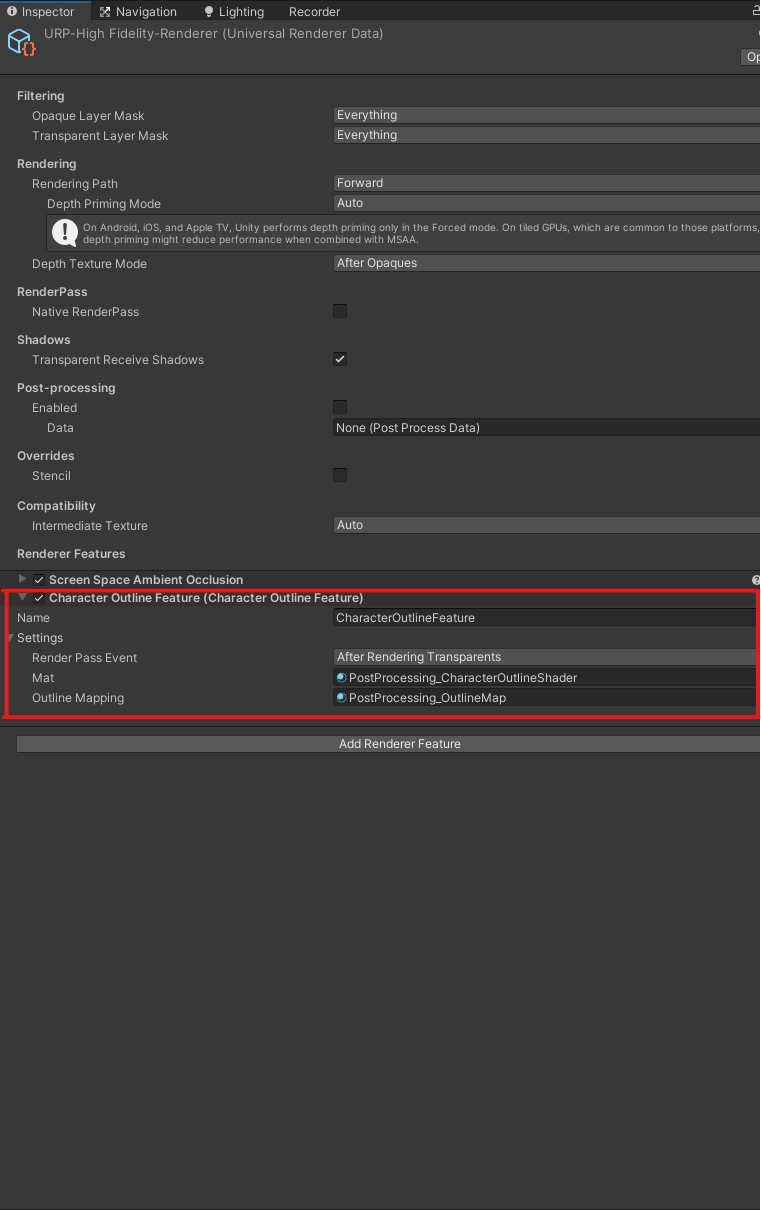 Inspector
Navigation
Lighting
Recorder
URP-High Fidelity-Renderer (Universal Renderer Data)
Op
Filtering
Opaque Layer Mask
Everything
Transparent Layer Mask
Everything
Rendering
Rendering Path
Forward
Depth Priming Mode
Auto
On Android, iOS, and Apple TV, Unity performs depth priming only in the Forced mode. On tiled GPUs, which are common to those platforms,
depth priming might reduce performance when combined with MSAA.
Depth Texture Mode
After Opaques
RenderPass
Native RenderPass
Shadows
Transparent Receive Shadows
Post-processing
Enabled
Data
None (Post Process Data)
Overrides
Stencil
Compatibility
Intermediate Texture
Auto
Renderer Features
Screen Space Ambient Occlusion
Character Outline Feature (Character Outline Feature)
Name
CharacterOutlineFeature
Settings
Render Pass Event
After Rendering Transparents
Mat
PostProcessing_CharacterOutlineShader
Outline Mapping
PostProcessing_OutlineMap
Add Renderer Feature